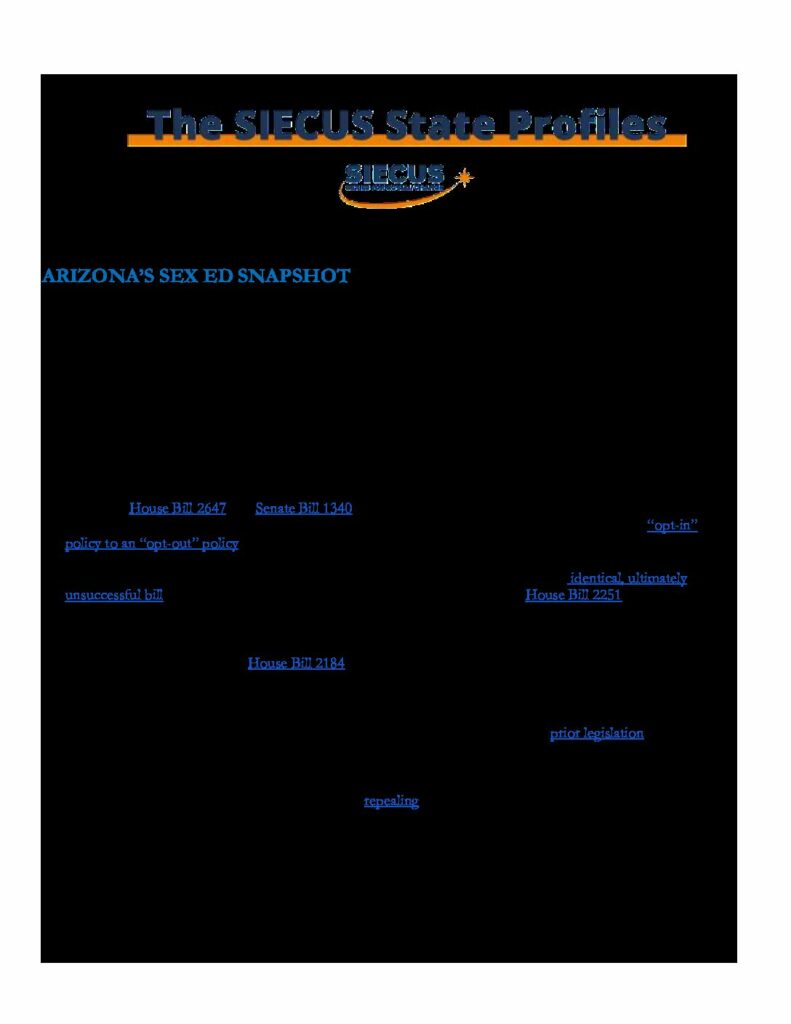 The SIECUS State Profiles
SIECUS
ARIZONA'S SEX ED SNAPSHOT
House Bill 2647 Senate Bill 1340
“opt-in”
policy to an “opt-out” policy
identical, ultimately
unsuccessful bill House Bill 2251
House Bill 2184
prior legislation
repealing